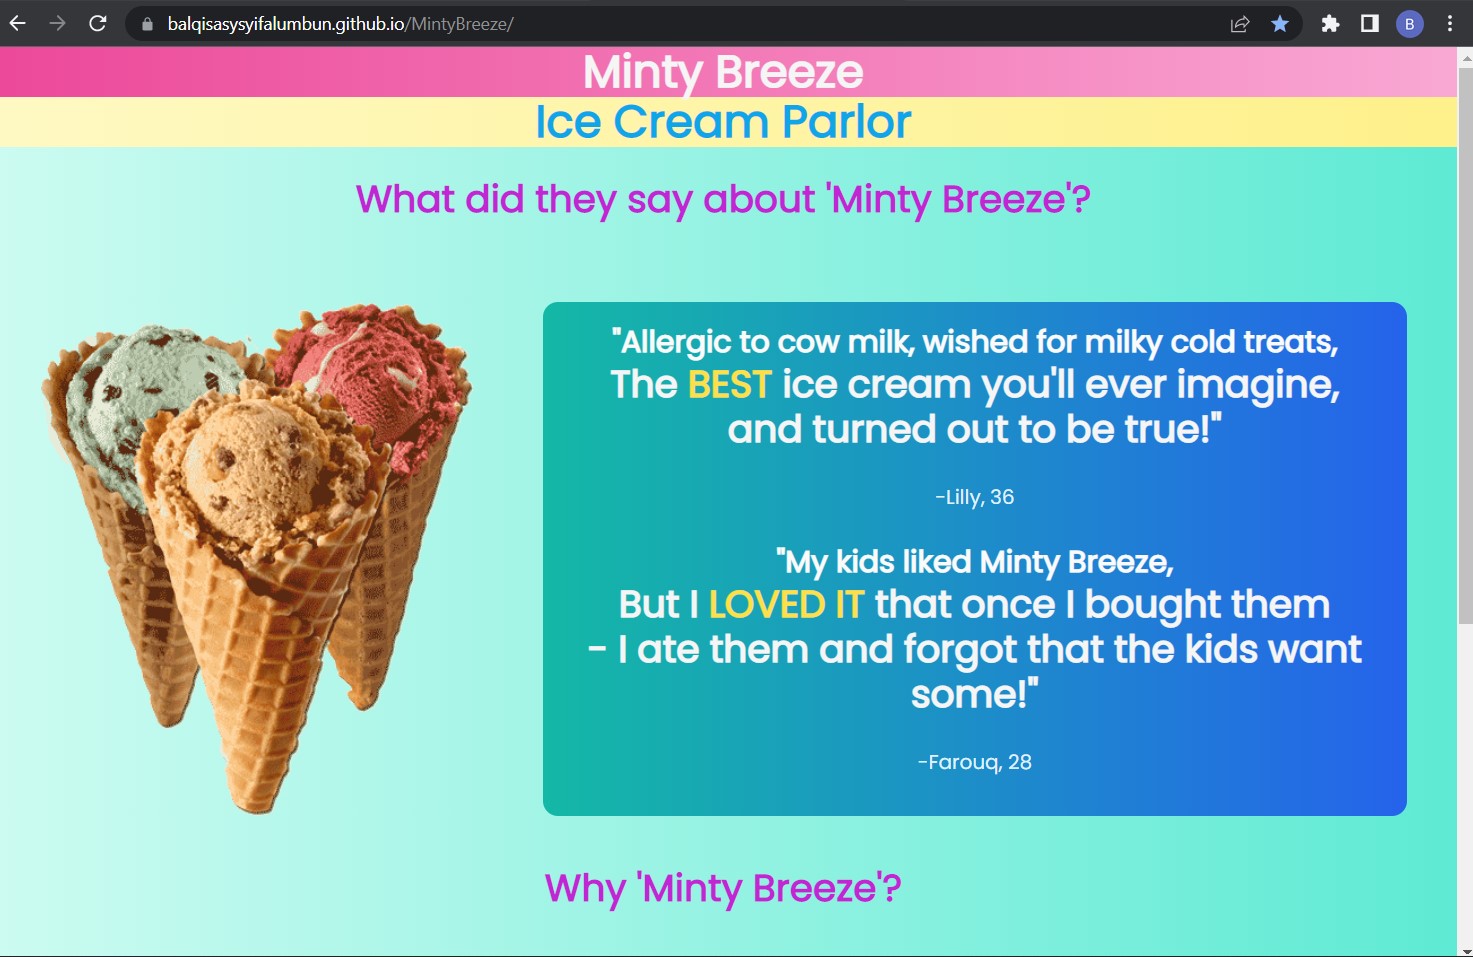 balqisasysyifalumbun.github.io/MintyBreeze/
B
Minty Breeze
Ice Cream Parlor
What did they say about 'Minty Breeze'?
"Allergic to cow milk, wished for milky cold treats,
The BEST ice cream you'll ever imagine,
and turned out to be true!"
-Lilly, 36
"My kids liked Minty Breeze,
But I LOVED IT that once I bought them
- I ate them and forgot that the kids want
some!"
-Farouq, 28
Why 'Minty Breeze'?